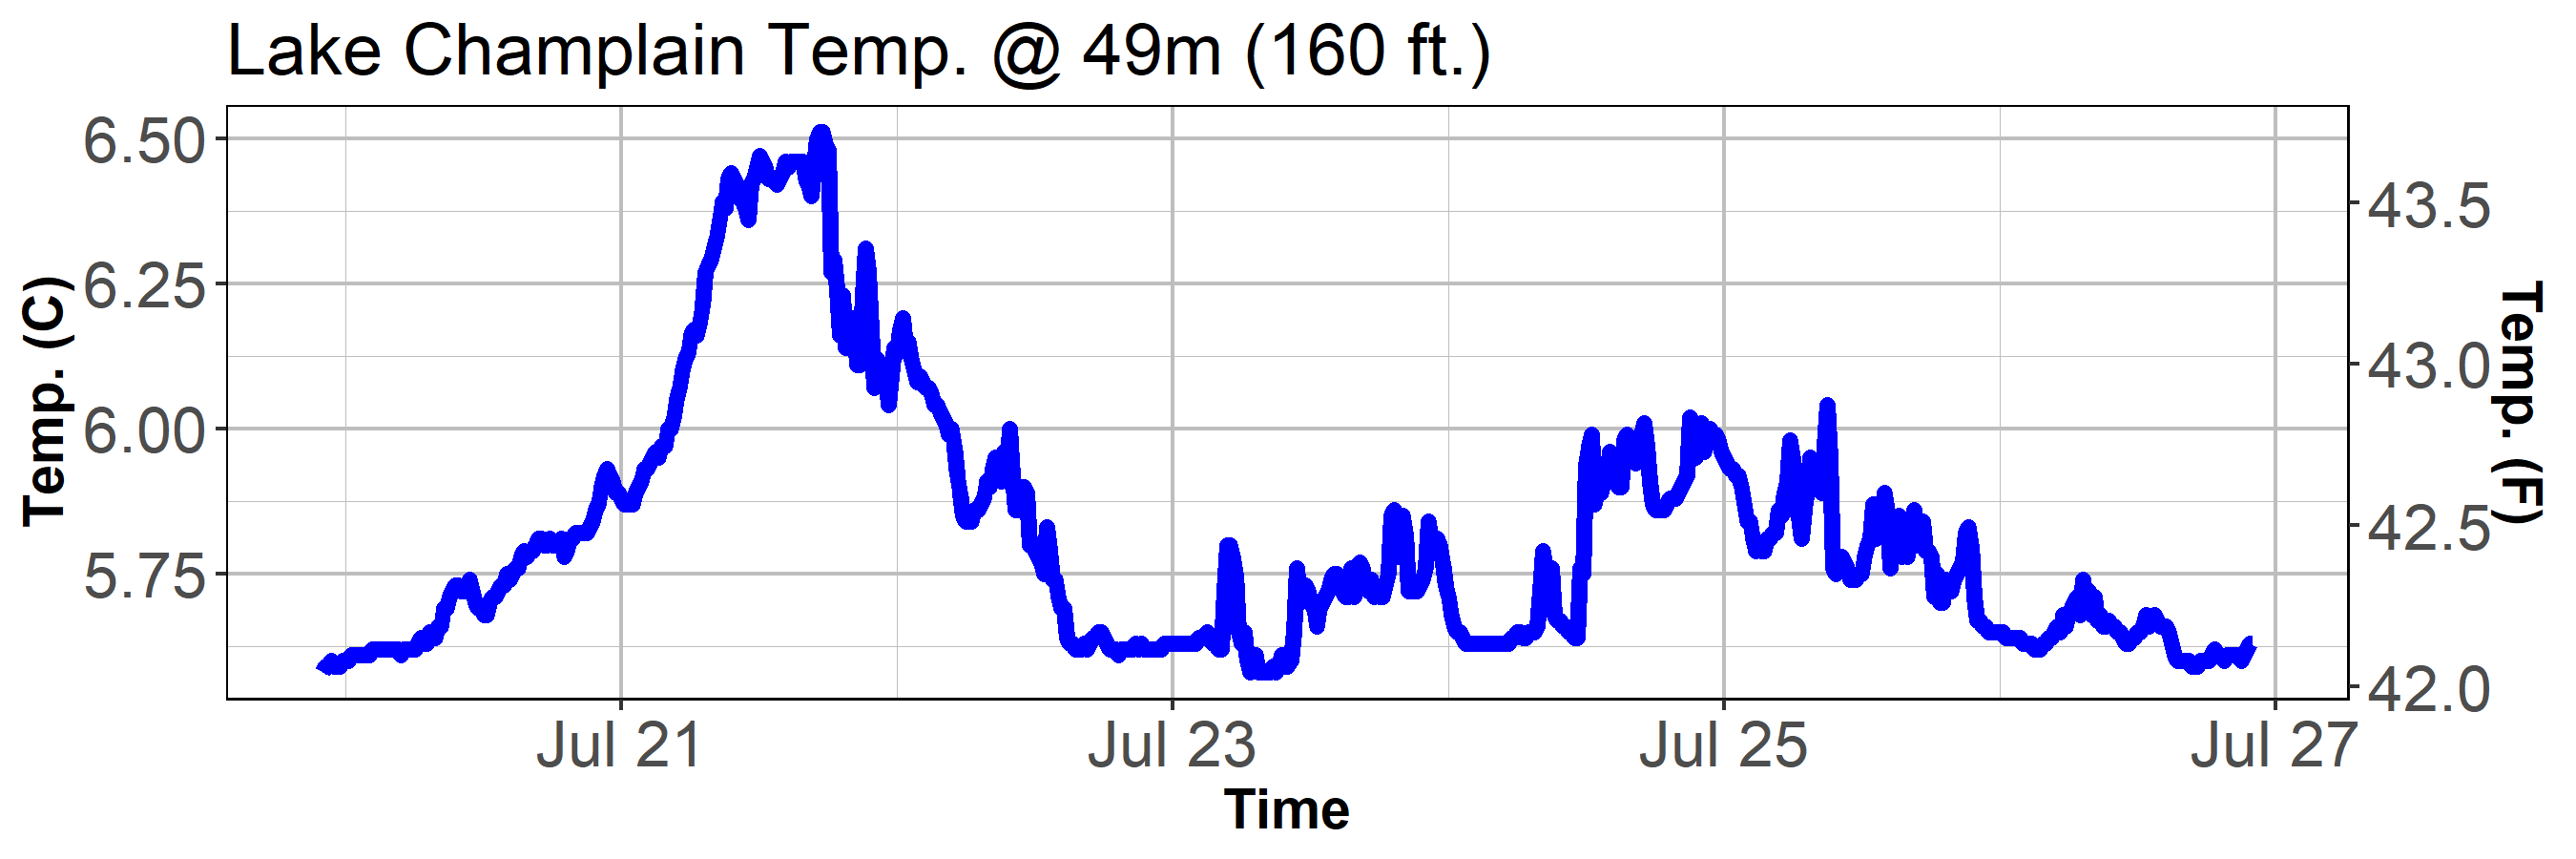 Lake Champlain Temp. @ 49m (160 ft.)
Temp. (C)
6.50
6.25
6.00
5.75
43.5
43.0
42.5
42.0
Temp. (F)
Jul 21
Jul 23
Jul 25
Jul 27
Time